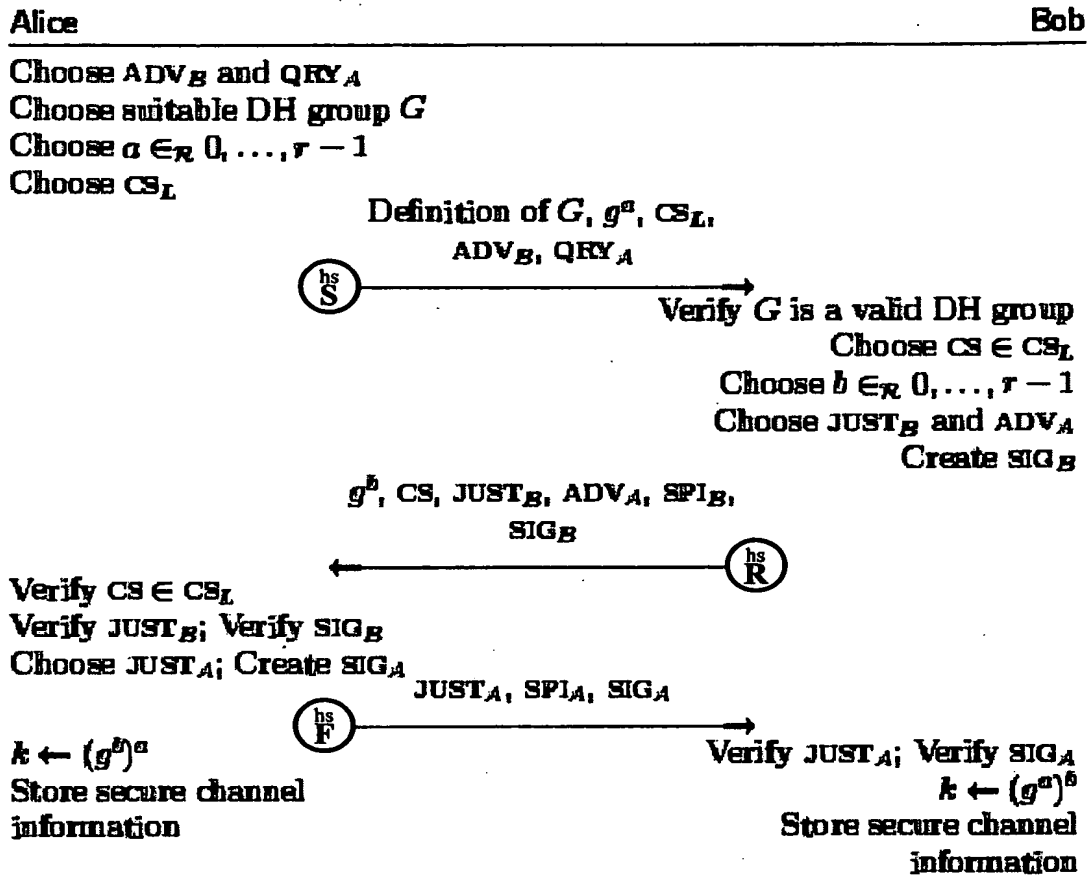 Alice
Bob
Choose ADV_B and QRY_A
Choose suitable DH group G
Choose a ∈_R 0, …, r − 1
Choose CS_L
Definition of G, g^a, CS_L,
ADV_B, QRY_A
hs
S
Verify G is a valid DH group
Choose CS ∈ CS_L
Choose b ∈_R 0, …, r − 1
Choose JUST_B and ADV_A
Create SIG_B
g^b, CS, JUST_B, ADV_A, SPI_B,
SIG_B
hs
R
Verify CS ∈ CS_L
Verify JUST_B; Verify SIG_B
Choose JUST_A; Create SIG_A
JUST_A, SPI_A, SIG_A
hs
F
k ← (g^b)^a
Store secure channel
information
Verify JUST_A; Verify SIG_A
k ← (g^a)^b
Store secure channel
information